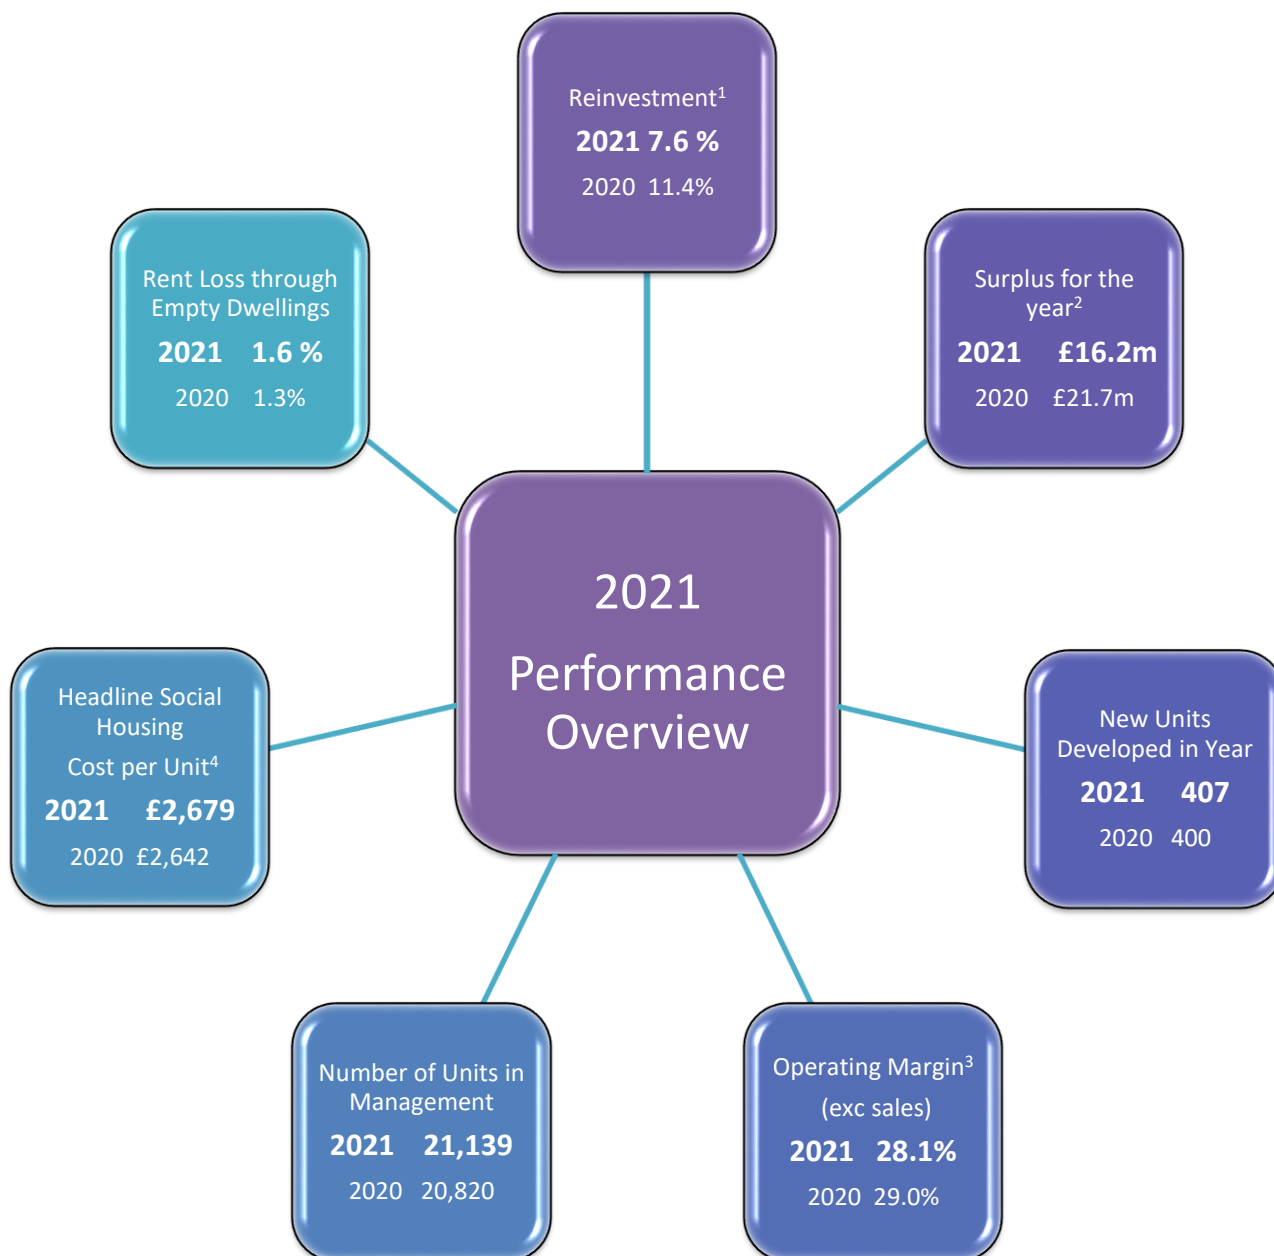 Reinvestment¹
2021 7.6 %
2020 11.4%
Surplus for the
year²
2021 £16.2m
2020 £21.7m
New Units
Developed in Year
2021 407
2020 400
Operating Margin³
(exc sales)
2021 28.1%
2020 29.0%
Number of Units in
Management
2021 21,139
2020 20,820
Headline Social
Housing
Cost per Unit⁴
2021 £2,679
2020 £2,642
Rent Loss through
Empty Dwellings
2021 1.6 %
2020 1.3%
2021
Performance
Overview